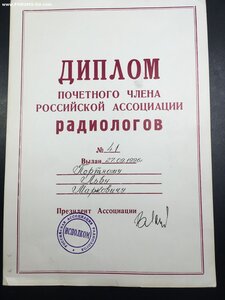 ДИПЛОМ
ПОЧЕТНОГО ЧЛЕНА
РОССИЙСКОЙ АССОЦИАЦИИ
РАДИОЛОГОВ
№ 41
Выдан
Портному
Льву
Марковичу
Президент Ассоциации